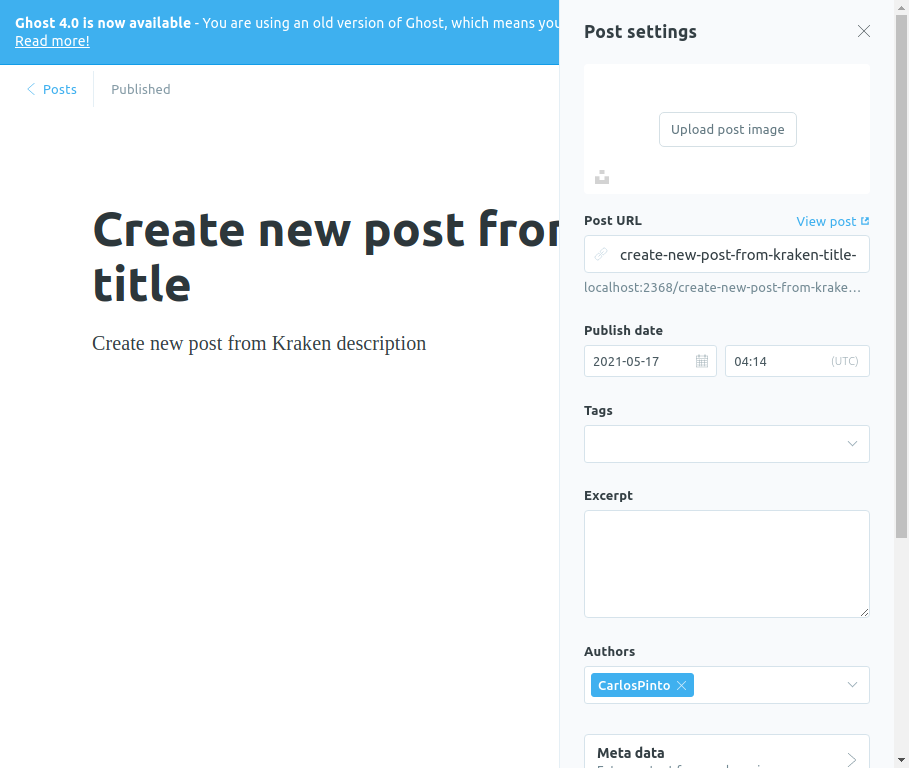 Ghost 4.0 is now available - You are using an old version of Ghost, which means you
Read more!
Posts
Published
Create new post from
title
Create new post from Kraken description
Post settings
Upload post image
Post URL
View post
create-new-post-from-kraken-title-
localhost:2368/create-new-post-from-krake…
Publish date
2021-05-17
04:14
(UTC)
Tags
Excerpt
Authors
CarlosPinto
Meta data